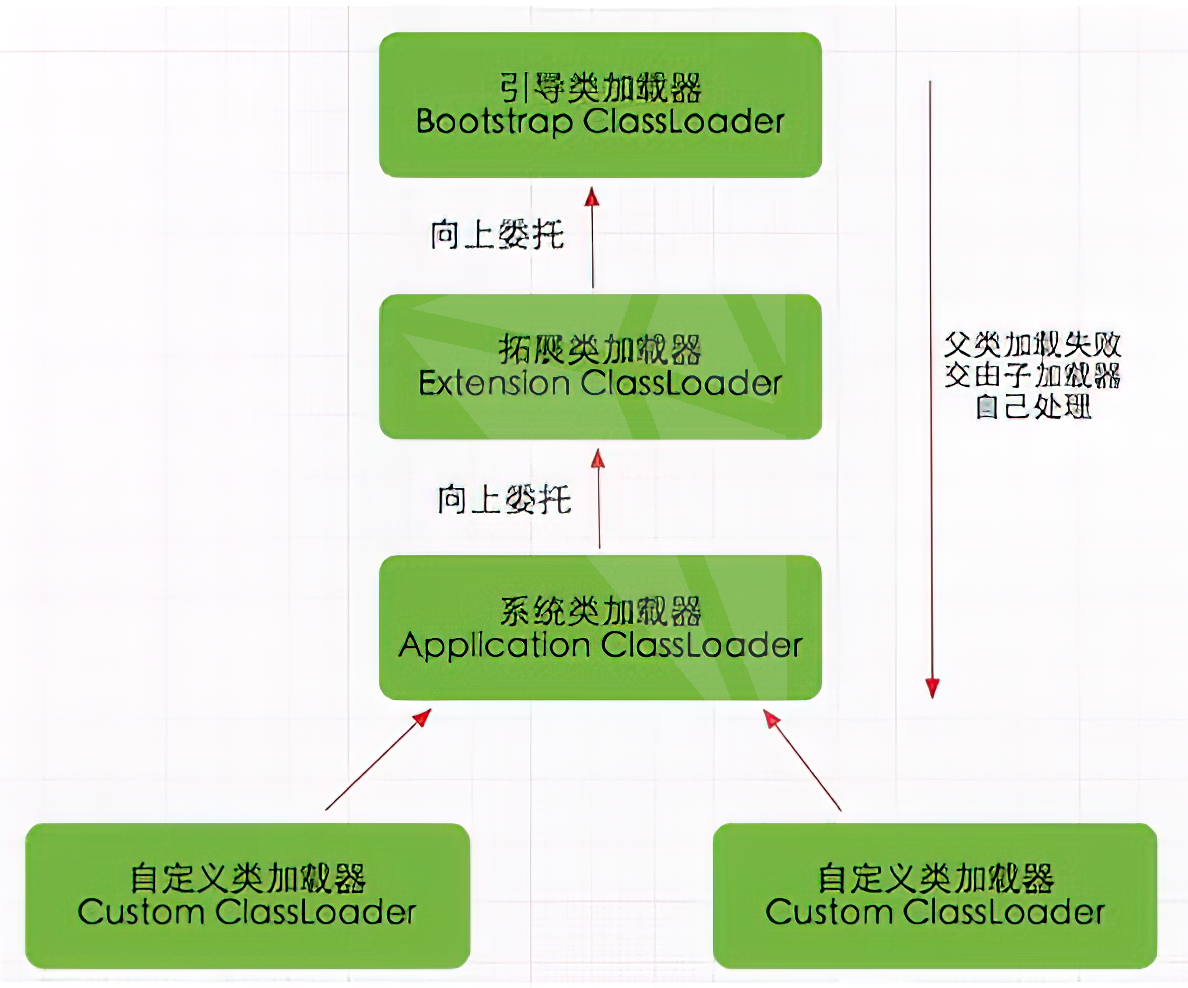 引导类加载器
Bootstrap ClassLoader
向上委托
拓展类加载器
Extension ClassLoader
父类加载失败
交由子加载器
自己处理
向上委托
系统类加载器
Application ClassLoader
自定义类加载器
Custom ClassLoader
自定义类加载器
Custom ClassLoader